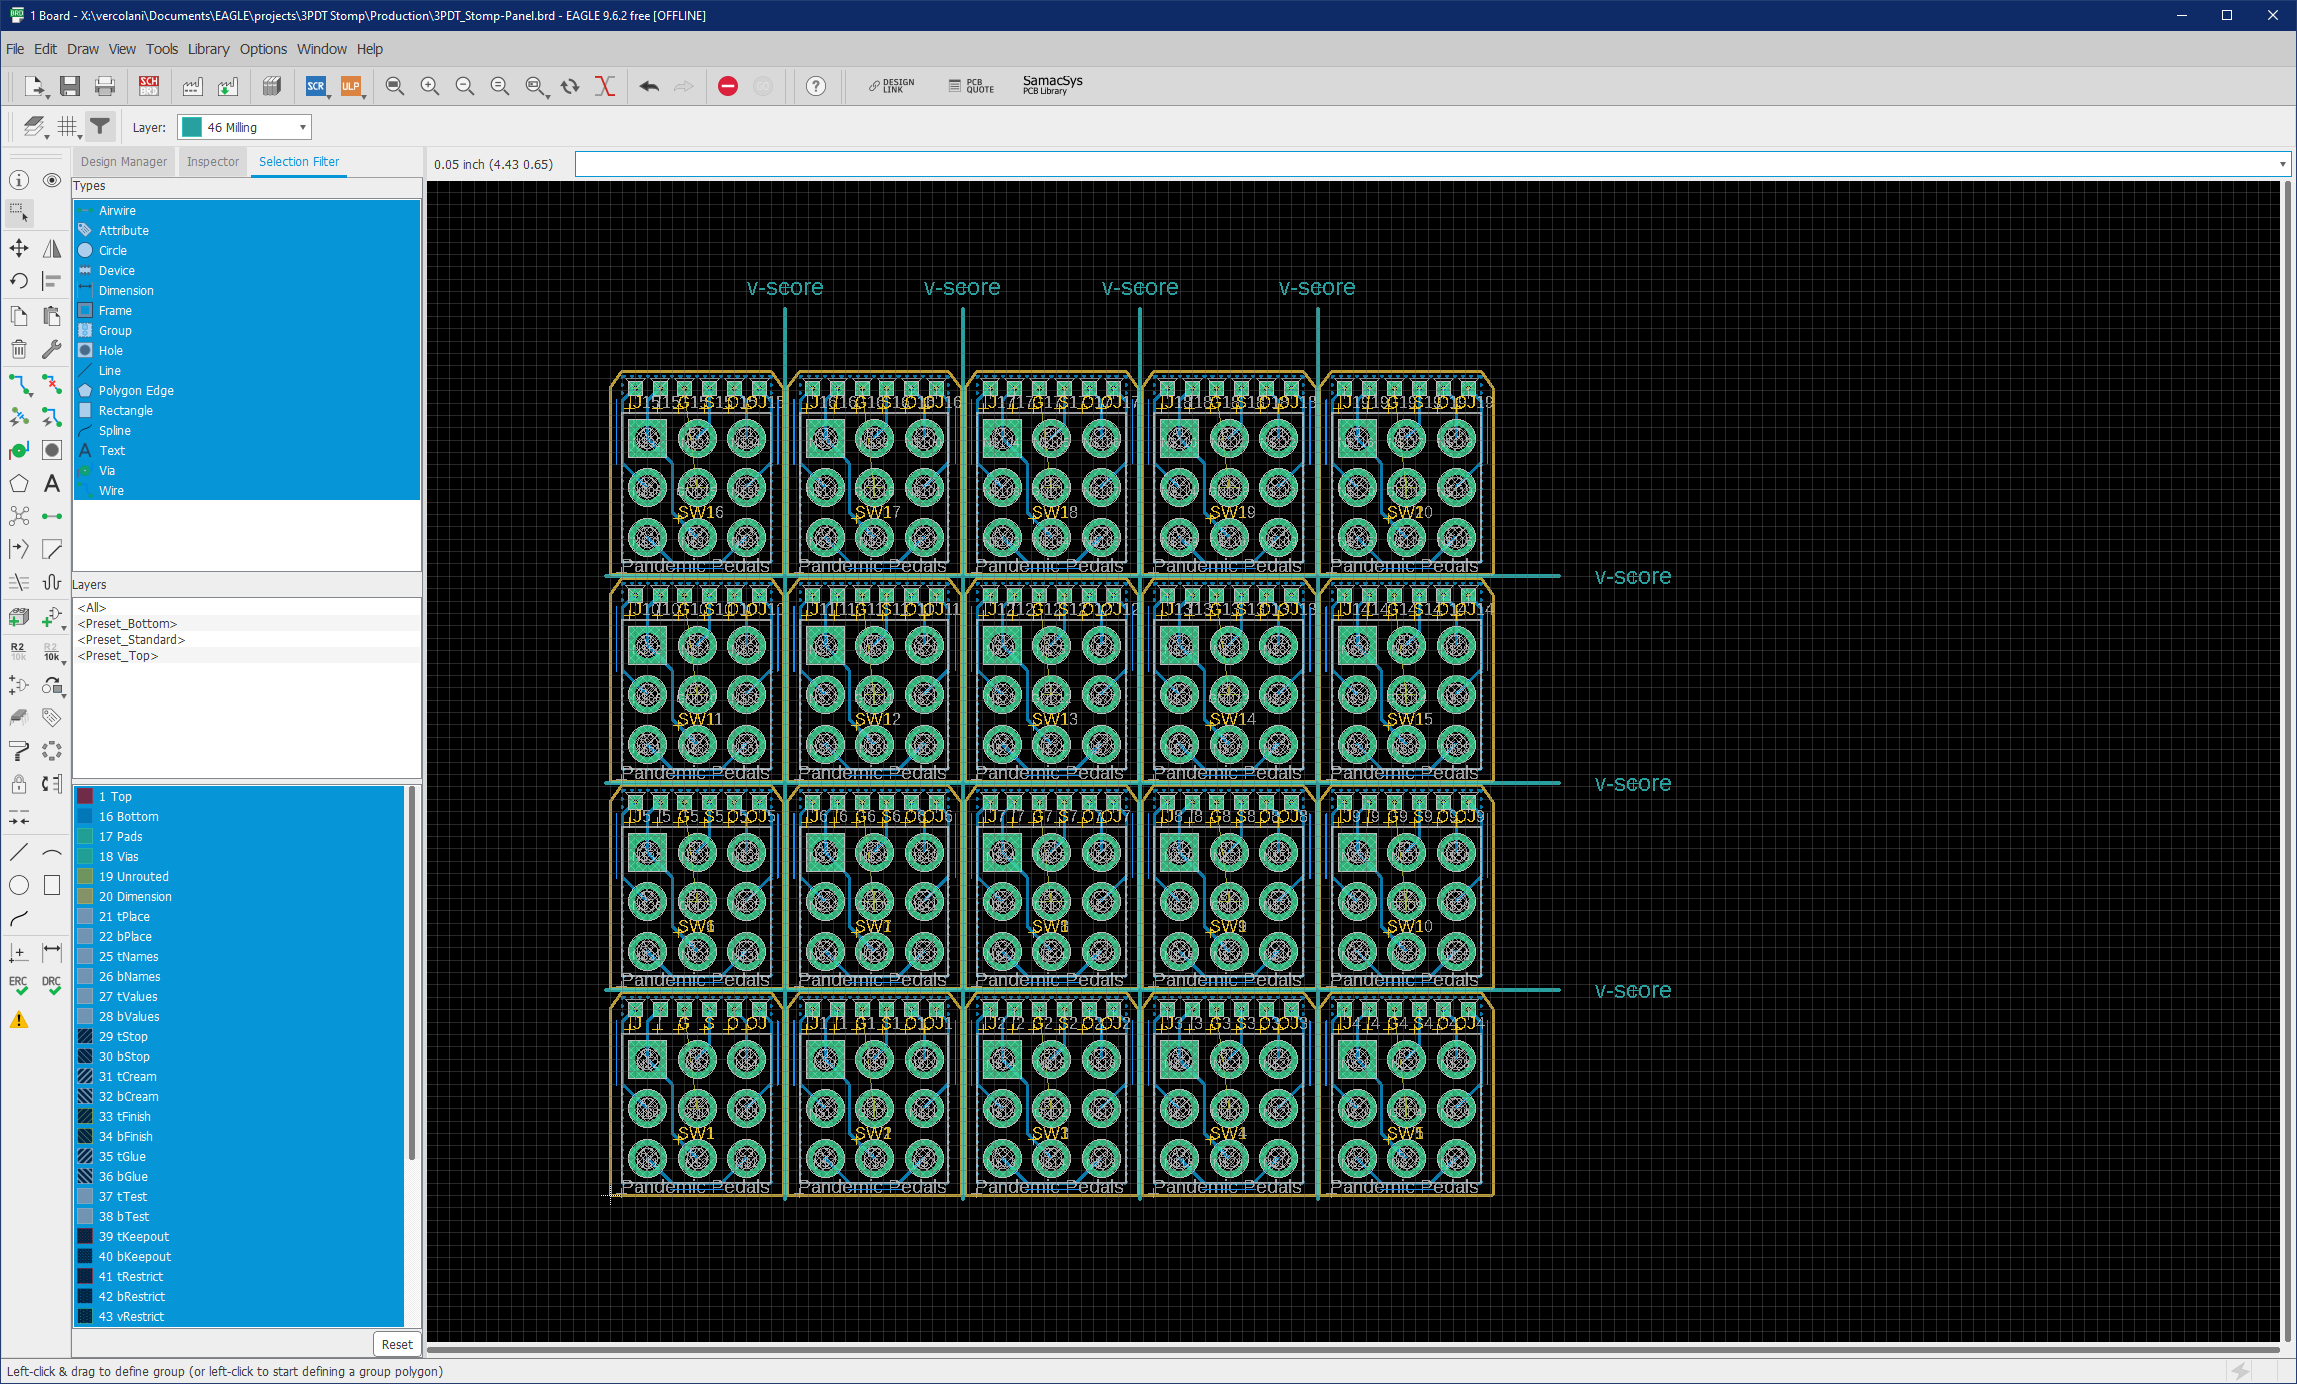 1 Board - X:\vercolani\Documents\EAGLE\projects\3PDT Stomp\Production\3PDT_Stomp-Panel.brd - EAGLE 9.6.2 free [OFFLINE]
File Edit Draw View Tools Library Options Window Help
SCH BRD SCR ULP DESIGN LINK PCB QUOTE SamacSys PCB Library
Layer: 46 Milling
Design Manager Inspector Selection Filter
0.05 inch (4.43 0.65)
Types
Airwire
Attribute
Circle
Device
Dimension
Frame
Group
Hole
Line
Polygon Edge
Rectangle
Spline
Text
Via
Wire
Layers
<All>
<Preset_Bottom>
<Preset_Standard>
<Preset_Top>
R2 10k R2 10k
ERC DRC
1 Top
16 Bottom
17 Pads
18 Vias
19 Unrouted
20 Dimension
21 tPlace
22 bPlace
25 tNames
26 bNames
27 tValues
28 bValues
29 tStop
30 bStop
31 tCream
32 bCream
33 tFinish
34 bFinish
35 tGlue
36 bGlue
37 tTest
38 bTest
39 tKeepout
40 bKeepout
41 tRestrict
42 bRestrict
43 vRestrict
Reset
v-score v-score v-score v-score
SW16 SW17 SW18 SW19 SW20
Pandemic Pedals Pandemic Pedals Pandemic Pedals Pandemic Pedals Pandemic Pedals
v-score
SW11 SW12 SW13 SW14 SW15
Pandemic Pedals Pandemic Pedals Pandemic Pedals Pandemic Pedals Pandemic Pedals
v-score
SW6 SW7 SW8 SW9 SW10
Pandemic Pedals Pandemic Pedals Pandemic Pedals Pandemic Pedals Pandemic Pedals
v-score
SW1 SW2 SW3 SW4 SW5
Pandemic Pedals Pandemic Pedals Pandemic Pedals Pandemic Pedals Pandemic Pedals
Left-click & drag to define group (or left-click to start defining a group polygon)